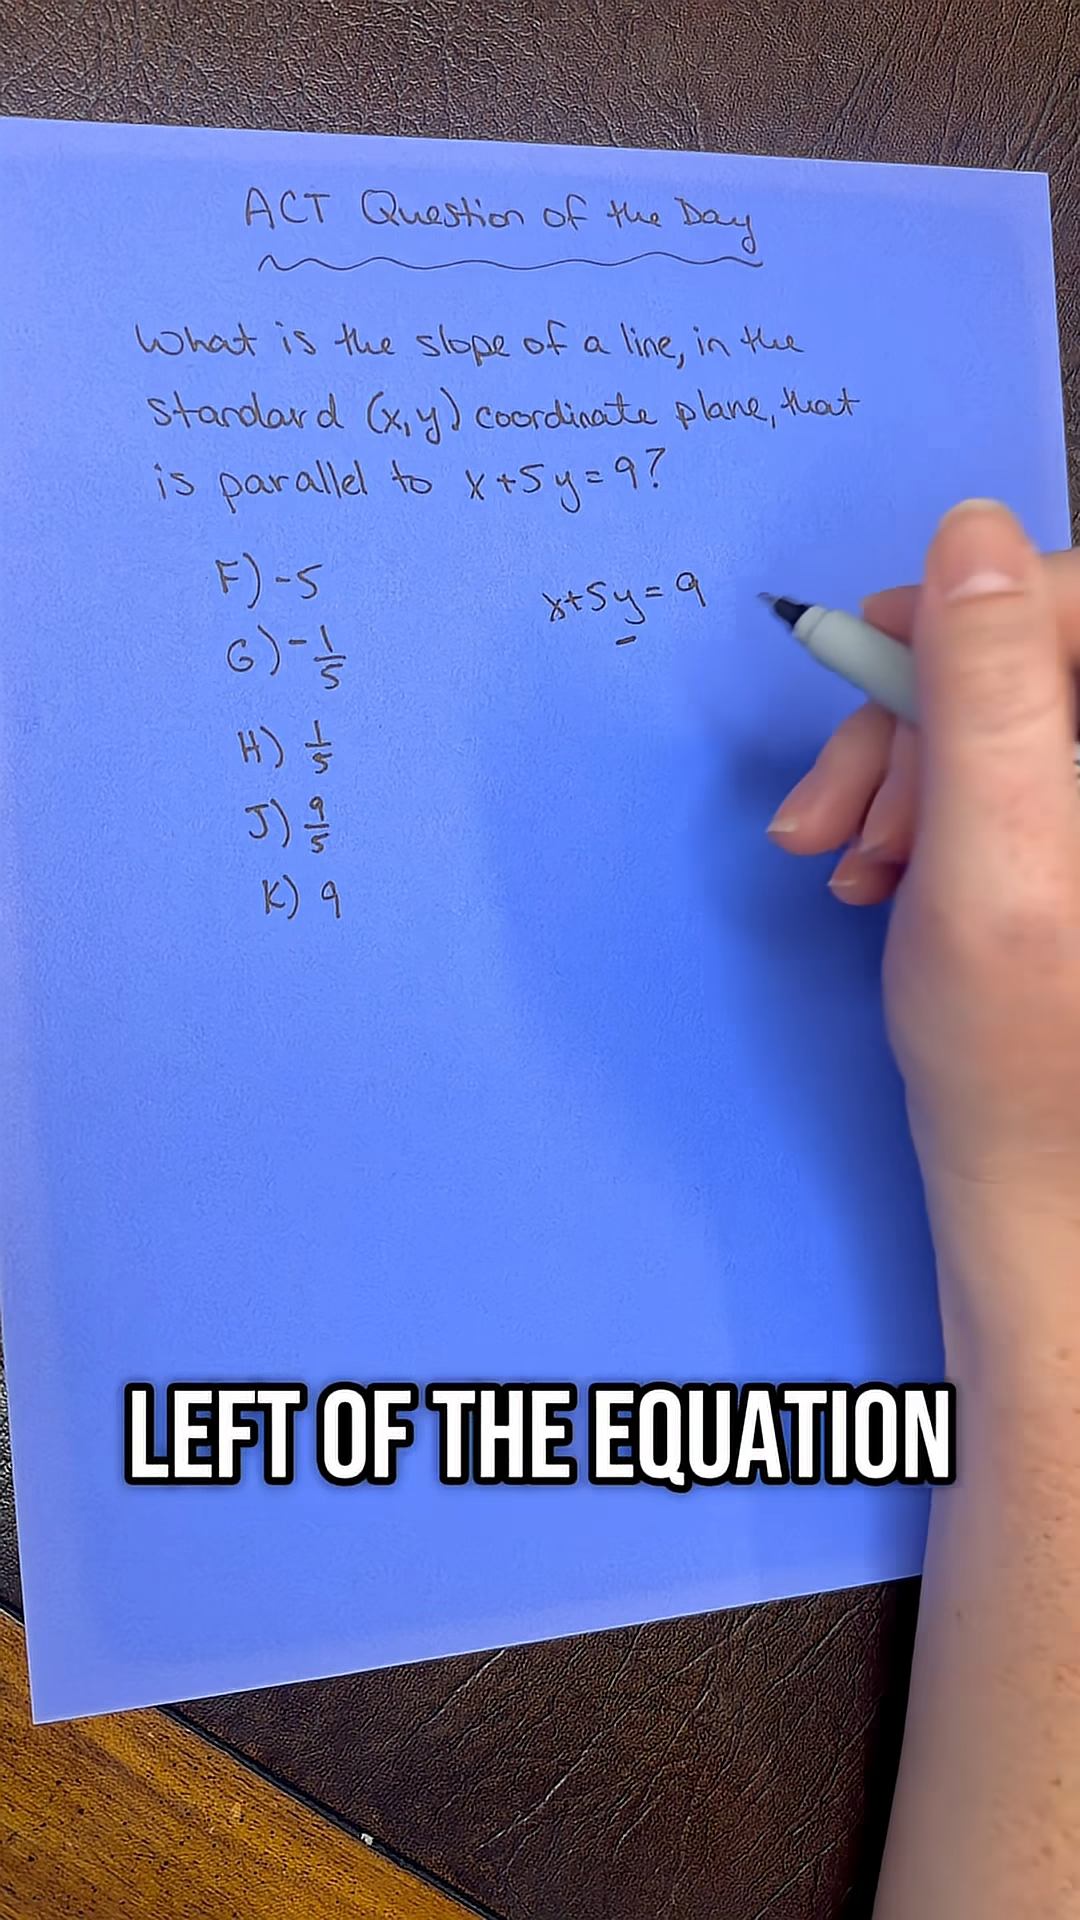 ACT Question of the Day
What is the slope of a line, in the
standard (x,y) coordinate plane, that
is parallel to x+5y=9?
F) -5
x+5y=9
G) -1/5
H) 1/5
J) 9/5
K) 9
LEFT OF THE EQUATION